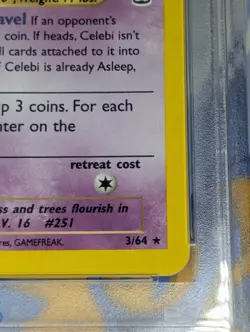 avel If an opponent's
coin. If heads, Celebi isn't
ll cards attached to it into
f Celebi is already Asleep,
p 3 coins. For each
nter on the
retreat cost
ss and trees flourish in
V. 16 #251
res, GAMEFREAK. 3/64 ★